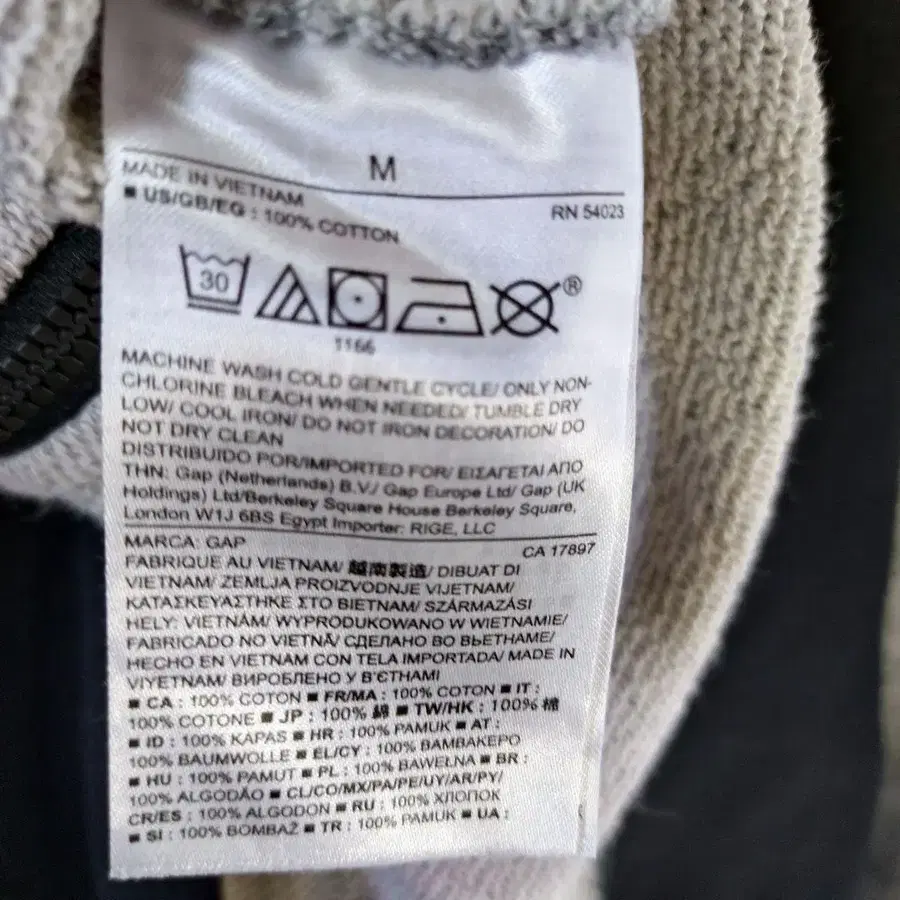 M
MADE IN VIETNAM
RN 54023
■ US/GB/EG : 100% COTTON
30
®
1166
MACHINE WASH COLD GENTLE CYCLE/ ONLY NON-
CHLORINE BLEACH WHEN NEEDED/ TUMBLE DRY
LOW/ COOL IRON/ DO NOT IRON DECORATION/ DO
NOT DRY CLEAN
DISTRIBUIDO POR/IMPORTED FOR/ ΕΙΣΑΓΕΤΑΙ ΑΠΟ
THN: Gap (Netherlands) B.V./ Gap Europe Ltd/ Gap (UK
Holdings) Ltd/Berkeley Square House Berkeley Square,
London W1J 6BS Egypt Importer: RIGE, LLC
MARCA: GAP
CA 17897
FABRIQUE AU VIETNAM/ 越南製造/ DIBUAT DI
VIETNAM/ ZEMLJA PROIZVODNJE VIJETNAM/
ΚΑΤΑΣΚΕΥΑΣΤΗΚΕ ΣΤΟ ΒΙΕΤΝΑΜ/ SZÁRMAZÁSI
HELY: VIETNÁM/ WYPRODUKOWANO W WIETNAMIE/
FABRICADO NO VIETNÃ/ СДЕЛАНО ВО ВЬЕТНАМЕ/
HECHO EN VIETNAM CON TELA IMPORTADA/ MADE IN
VIYETNAM/ ВИРОБЛЕНО У В'ЄТНАМІ
■ CA : 100% COTON ■ FR/MA : 100% COTON ■ IT :
100% COTONE ■ JP : 100% 綿 ■ TW/HK : 100% 棉
■ ID : 100% KAPAS ■ HR : 100% PAMUK ■ AT :
100% BAUMWOLLE ■ EL/CY : 100% ΒΑΜΒΑΚΕΡΟ
■ HU : 100% PAMUT ■ PL : 100% BAWEŁNA ■ BR :
100% ALGODÃO ■ CL/CO/MX/PA/PE/UY/AR/PY/
CR/ES : 100% ALGODON ■ RU : 100% ХЛОПОК
■ SI : 100% BOMBAŽ ■ TR : 100% PAMUK ■ UA :